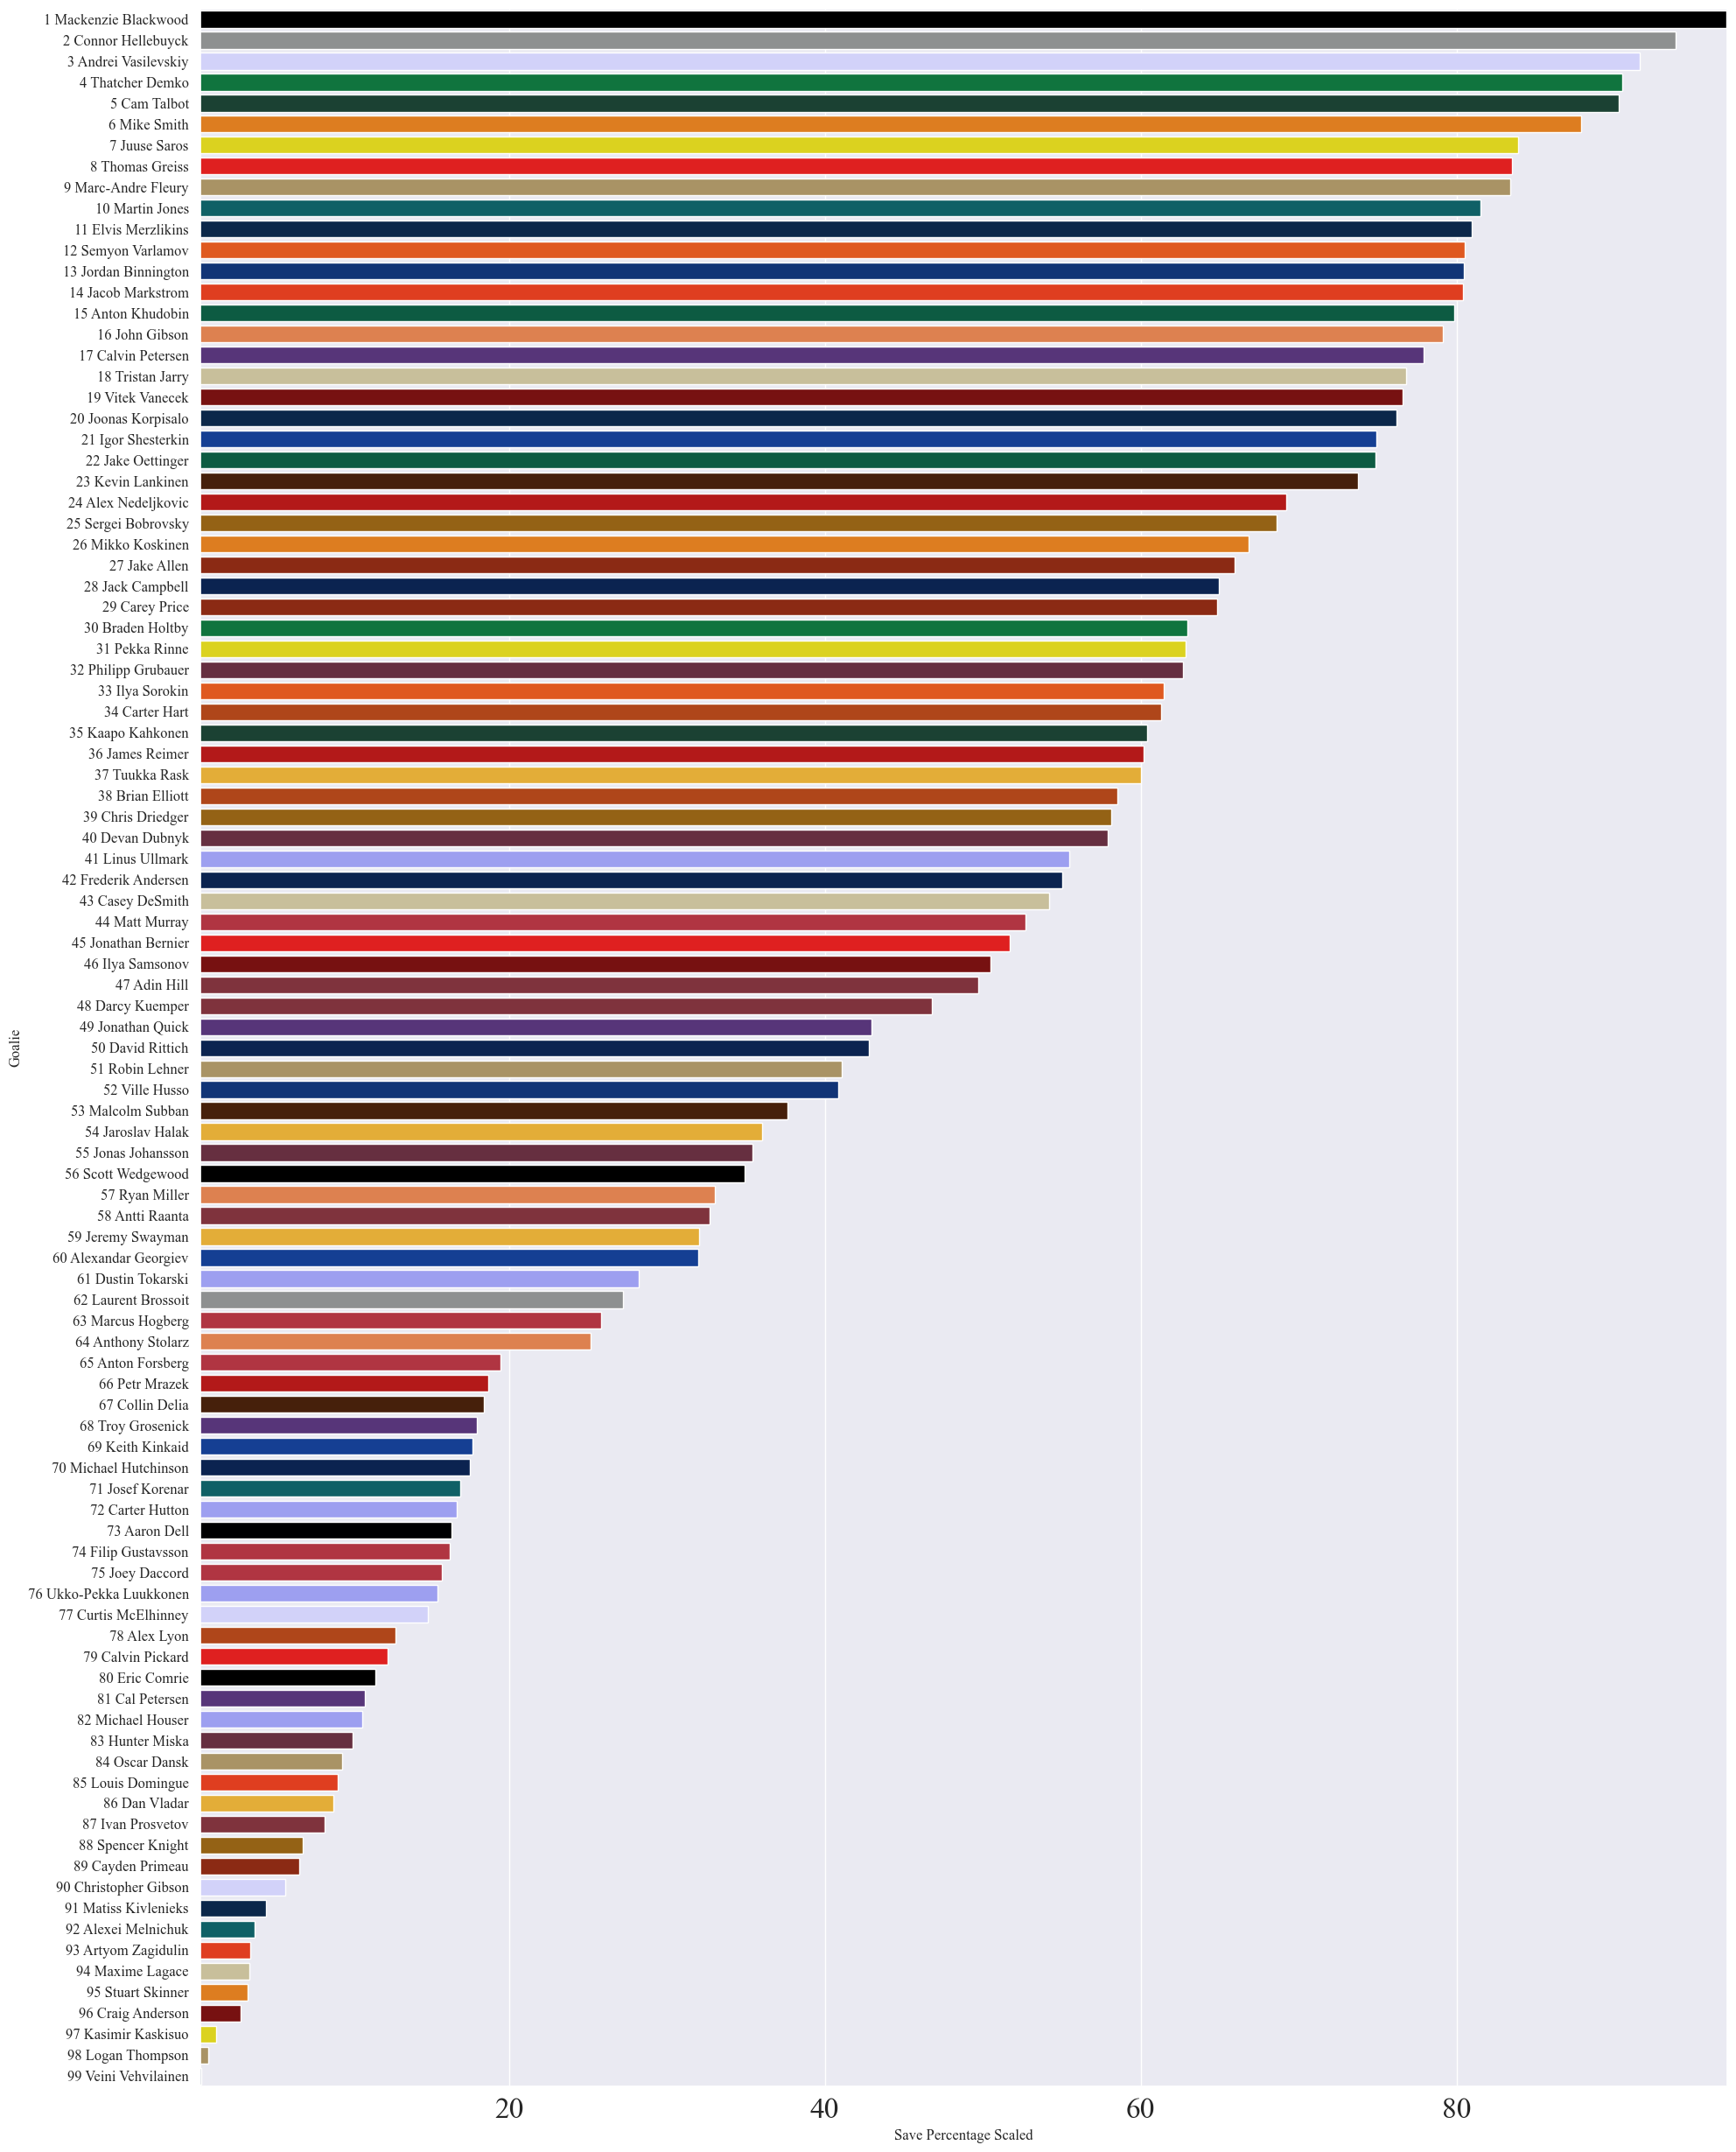 1 Mackenzie Blackwood
2 Connor Hellebuyck
3 Andrei Vasilevskiy
4 Thatcher Demko
5 Cam Talbot
6 Mike Smith
7 Juuse Saros
8 Thomas Greiss
9 Marc-Andre Fleury
10 Martin Jones
11 Elvis Merzlikins
12 Semyon Varlamov
13 Jordan Binnington
14 Jacob Markstrom
15 Anton Khudobin
16 John Gibson
17 Calvin Petersen
18 Tristan Jarry
19 Vitek Vanecek
20 Joonas Korpisalo
21 Igor Shesterkin
22 Jake Oettinger
23 Kevin Lankinen
24 Alex Nedeljkovic
25 Sergei Bobrovsky
26 Mikko Koskinen
27 Jake Allen
28 Jack Campbell
29 Carey Price
30 Braden Holtby
31 Pekka Rinne
32 Philipp Grubauer
33 Ilya Sorokin
34 Carter Hart
35 Kaapo Kahkonen
36 James Reimer
37 Tuukka Rask
38 Brian Elliott
39 Chris Driedger
40 Devan Dubnyk
41 Linus Ullmark
42 Frederik Andersen
43 Casey DeSmith
44 Matt Murray
45 Jonathan Bernier
46 Ilya Samsonov
47 Adin Hill
48 Darcy Kuemper
49 Jonathan Quick
50 David Rittich
51 Robin Lehner
52 Ville Husso
53 Malcolm Subban
54 Jaroslav Halak
55 Jonas Johansson
56 Scott Wedgewood
57 Ryan Miller
58 Antti Raanta
59 Jeremy Swayman
60 Alexandar Georgiev
61 Dustin Tokarski
62 Laurent Brossoit
63 Marcus Hogberg
64 Anthony Stolarz
65 Anton Forsberg
66 Petr Mrazek
67 Collin Delia
68 Troy Grosenick
69 Keith Kinkaid
70 Michael Hutchinson
71 Josef Korenar
72 Carter Hutton
73 Aaron Dell
74 Filip Gustavsson
75 Joey Daccord
76 Ukko-Pekka Luukkonen
77 Curtis McElhinney
78 Alex Lyon
79 Calvin Pickard
80 Eric Comrie
81 Cal Petersen
82 Michael Houser
83 Hunter Miska
84 Oscar Dansk
85 Louis Domingue
86 Dan Vladar
87 Ivan Prosvetov
88 Spencer Knight
89 Cayden Primeau
90 Christopher Gibson
91 Matiss Kivlenieks
92 Alexei Melnichuk
93 Artyom Zagidulin
94 Maxime Lagace
95 Stuart Skinner
96 Craig Anderson
97 Kasimir Kaskisuo
98 Logan Thompson
99 Veini Vehvilainen
Goalie
20 40 60 80
Save Percentage Scaled